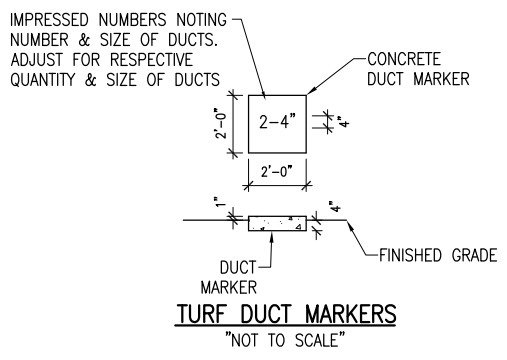 IMPRESSED NUMBERS NOTING
NUMBER & SIZE OF DUCTS.
ADJUST FOR RESPECTIVE
QUANTITY & SIZE OF DUCTS
CONCRETE
DUCT MARKER
2'-0"
2-4"
4"
2'-0"
1"
4"
FINISHED GRADE
DUCT
MARKER
TURF DUCT MARKERS
"NOT TO SCALE"